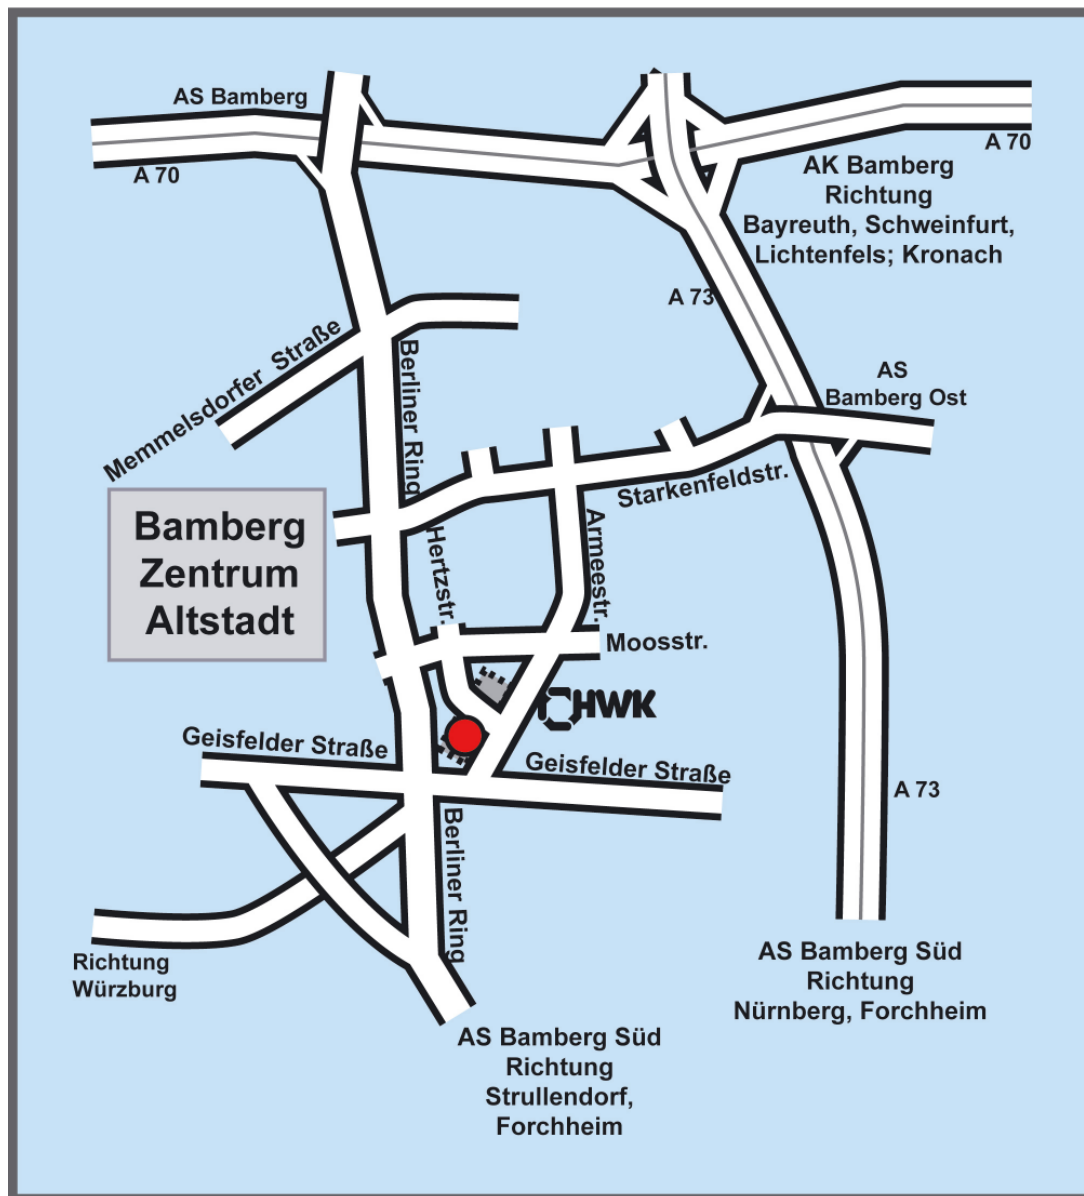 AS Bamberg
A 70
A 70
AK Bamberg
Richtung
Bayreuth, Schweinfurt,
Lichtenfels; Kronach
A 73
Memmelsdorfer Straße
Berliner Ring
AS
Bamberg Ost
Starkenfeldstr.
Bamberg
Zentrum
Altstadt
Hertzstr.
Armeestr.
Moosstr.
HWK
Geisfelder Straße
Geisfelder Straße
A 73
Berliner Ring
Richtung
Würzburg
AS Bamberg Süd
Richtung
Nürnberg, Forchheim
AS Bamberg Süd
Richtung
Strullendorf,
Forchheim